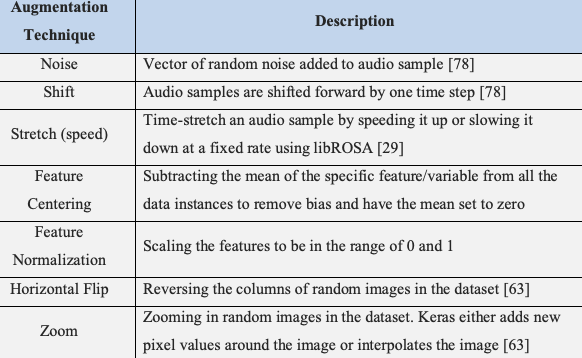 Augmentation
Technique
Description
Noise
Vector of random noise added to audio sample [78]
Shift
Audio samples are shifted forward by one time step [78]
Stretch (speed)
Time-stretch an audio sample by speeding it up or slowing it
down at a fixed rate using libROSA [29]
Feature
Centering
Subtracting the mean of the specific feature/variable from all the
data instances to remove bias and have the mean set to zero
Feature
Normalization
Scaling the features to be in the range of 0 and 1
Horizontal Flip
Reversing the columns of random images in the dataset [63]
Zoom
Zooming in random images in the dataset. Keras either adds new
pixel values around the image or interpolates the image [63]